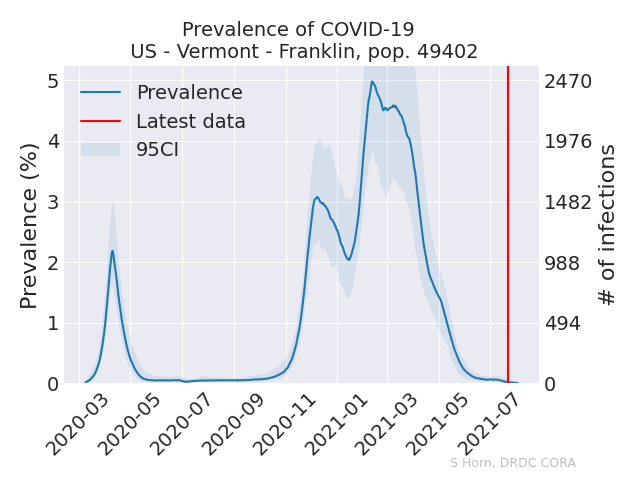 Prevalence of COVID-19
US - Vermont - Franklin, pop. 49402
Prevalence
Latest data
95CI
Prevalence (%)
5
4
3
2
1
0
2470
1976
1482
988
494
0
# of infections
2020-03
2020-05
2020-07
2020-09
2020-11
2021-01
2021-03
2021-05
2021-07
S Horn, DRDC CORA